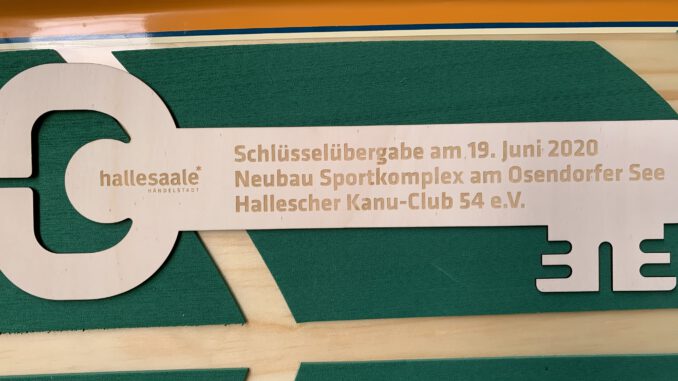 hallesaale*
HÄNDELSTADT
Schlüsselübergabe am 19. Juni 2020
Neubau Sportkomplex am Osendorfer See
Hallescher Kanu-Club 54 e.V.